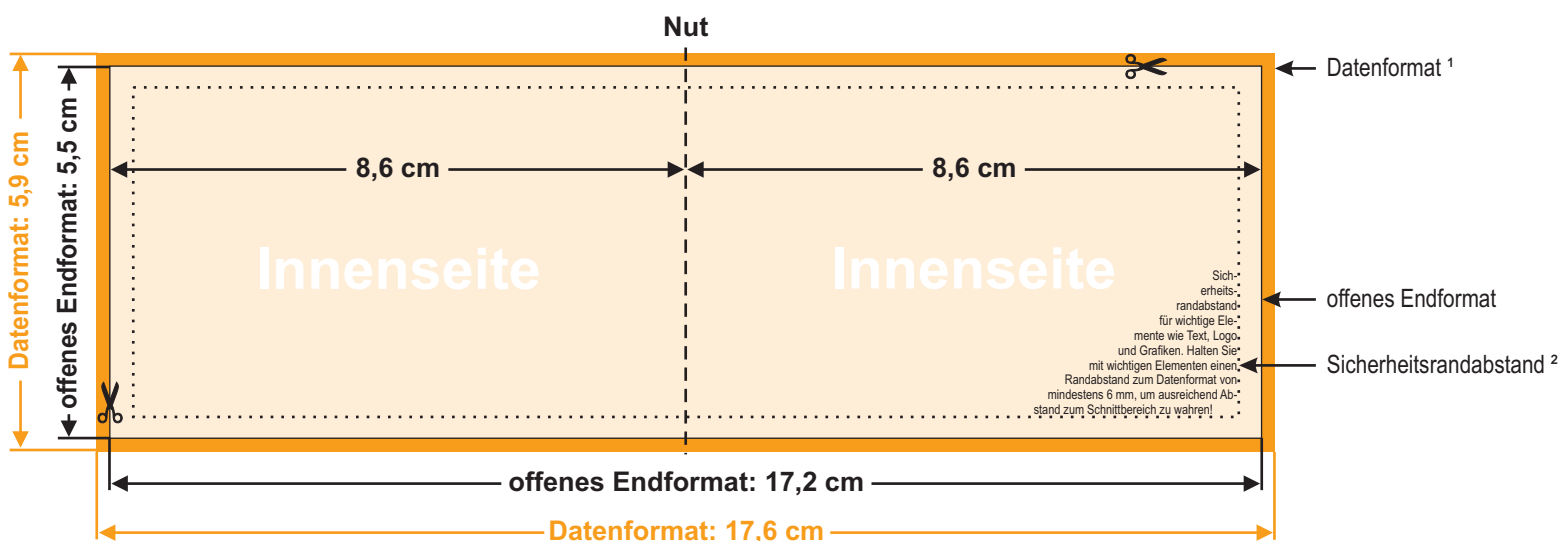 Nut
Datenformat ¹
Datenformat: 5,9 cm
offenes Endformat: 5,5 cm
8,6 cm
8,6 cm
Innenseite
Innenseite
Sich-
erheits-
randabstand
für wichtige Ele-
mente wie Text, Logo
und Grafiken. Halten Sie
mit wichtigen Elementen einen
Randabstand zum Datenformat von
mindestens 6 mm, um ausreichend Ab-
stand zum Schnittbereich zu wahren!
offenes Endformat
Sicherheitsrandabstand ²
offenes Endformat: 17,2 cm
Datenformat: 17,6 cm